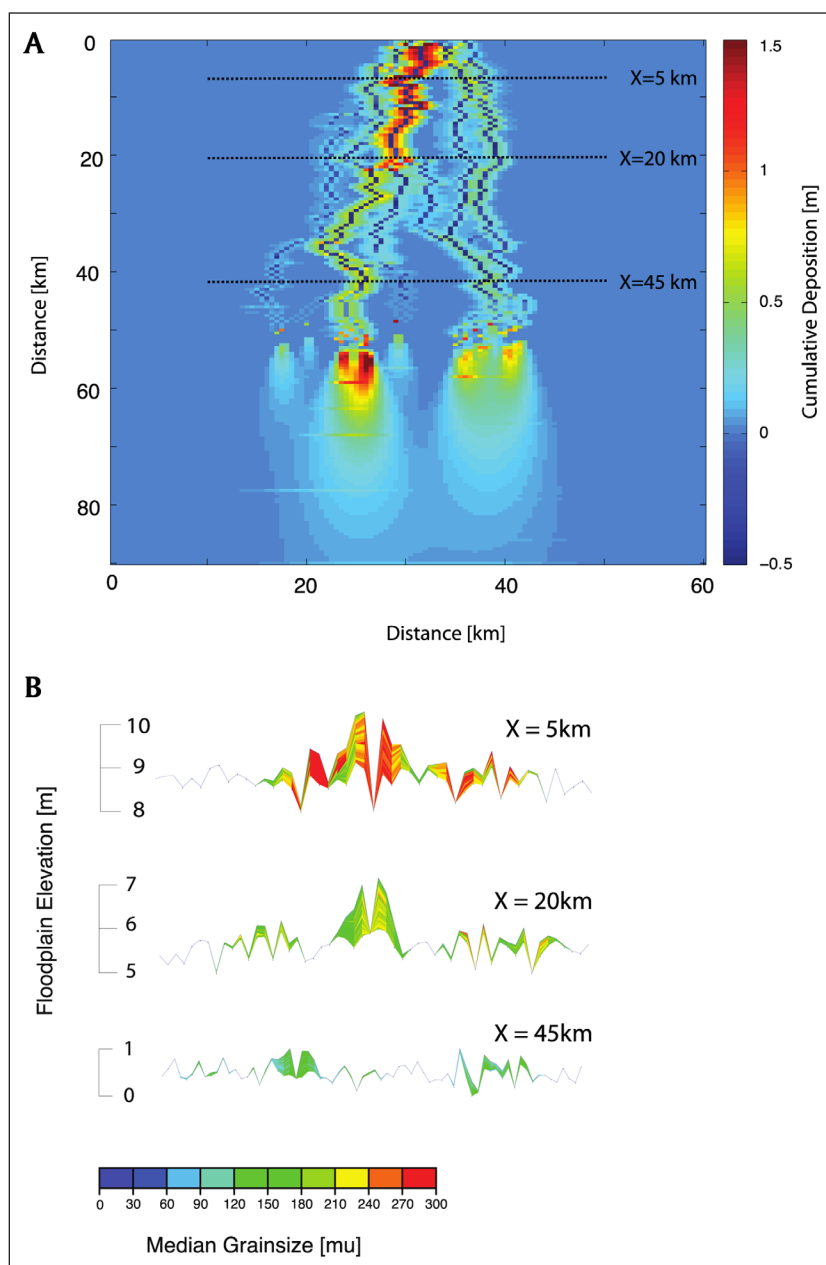 A
0
20
40
60
80
Distance [km]
0
20
40
60
Distance [km]
X=5 km
X=20 km
X=45 km
1.5
1
0.5
0
−0.5
Cumulative Deposition [m]
B
10
9
8
X = 5km
7
6
5
X = 20km
1
0
X = 45km
Floodplain Elevation [m]
0 30 60 90 120 150 180 210 240 270 300
Median Grainsize [mu]